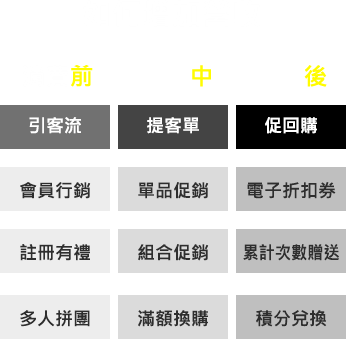 前 中 後
引客流 提客單 促回購
會員行銷 單品促銷 電子折扣券
註冊有禮 組合促銷 累計次數贈送
多人拼團 滿額換購 積分兌換